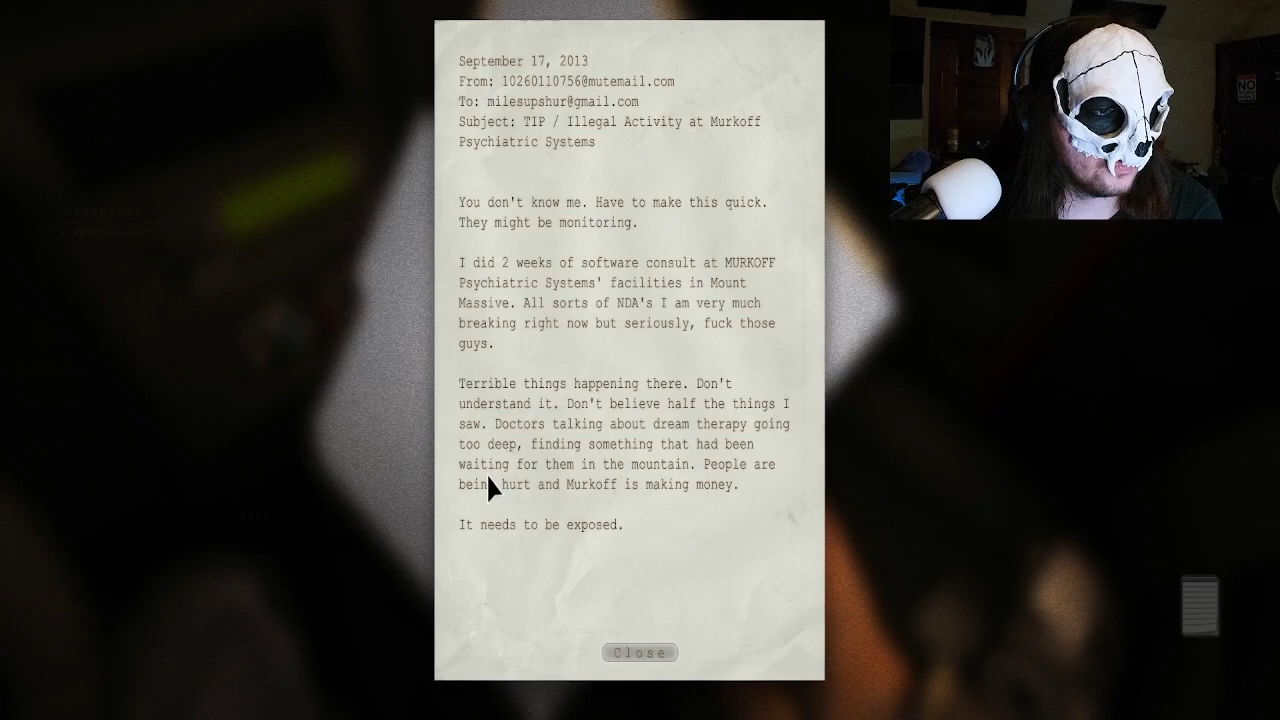 September 17, 2013
From: 10260110756@mutemail.com
To: milesupshur@gmail.com
Subject: TIP / Illegal Activity at Murkoff
Psychiatric Systems
You don't know me. Have to make this quick.
They might be monitoring.
I did 2 weeks of software consult at MURKOFF
Psychiatric Systems' facilities in Mount
Massive. All sorts of NDA's I am very much
breaking right now but seriously, fuck those
guys.
Terrible things happening there. Don't
understand it. Don't believe half the things I
saw. Doctors talking about dream therapy going
too deep, finding something that had been
waiting for them in the mountain. People are
being hurt and Murkoff is making money.
It needs to be exposed.
Close
NO